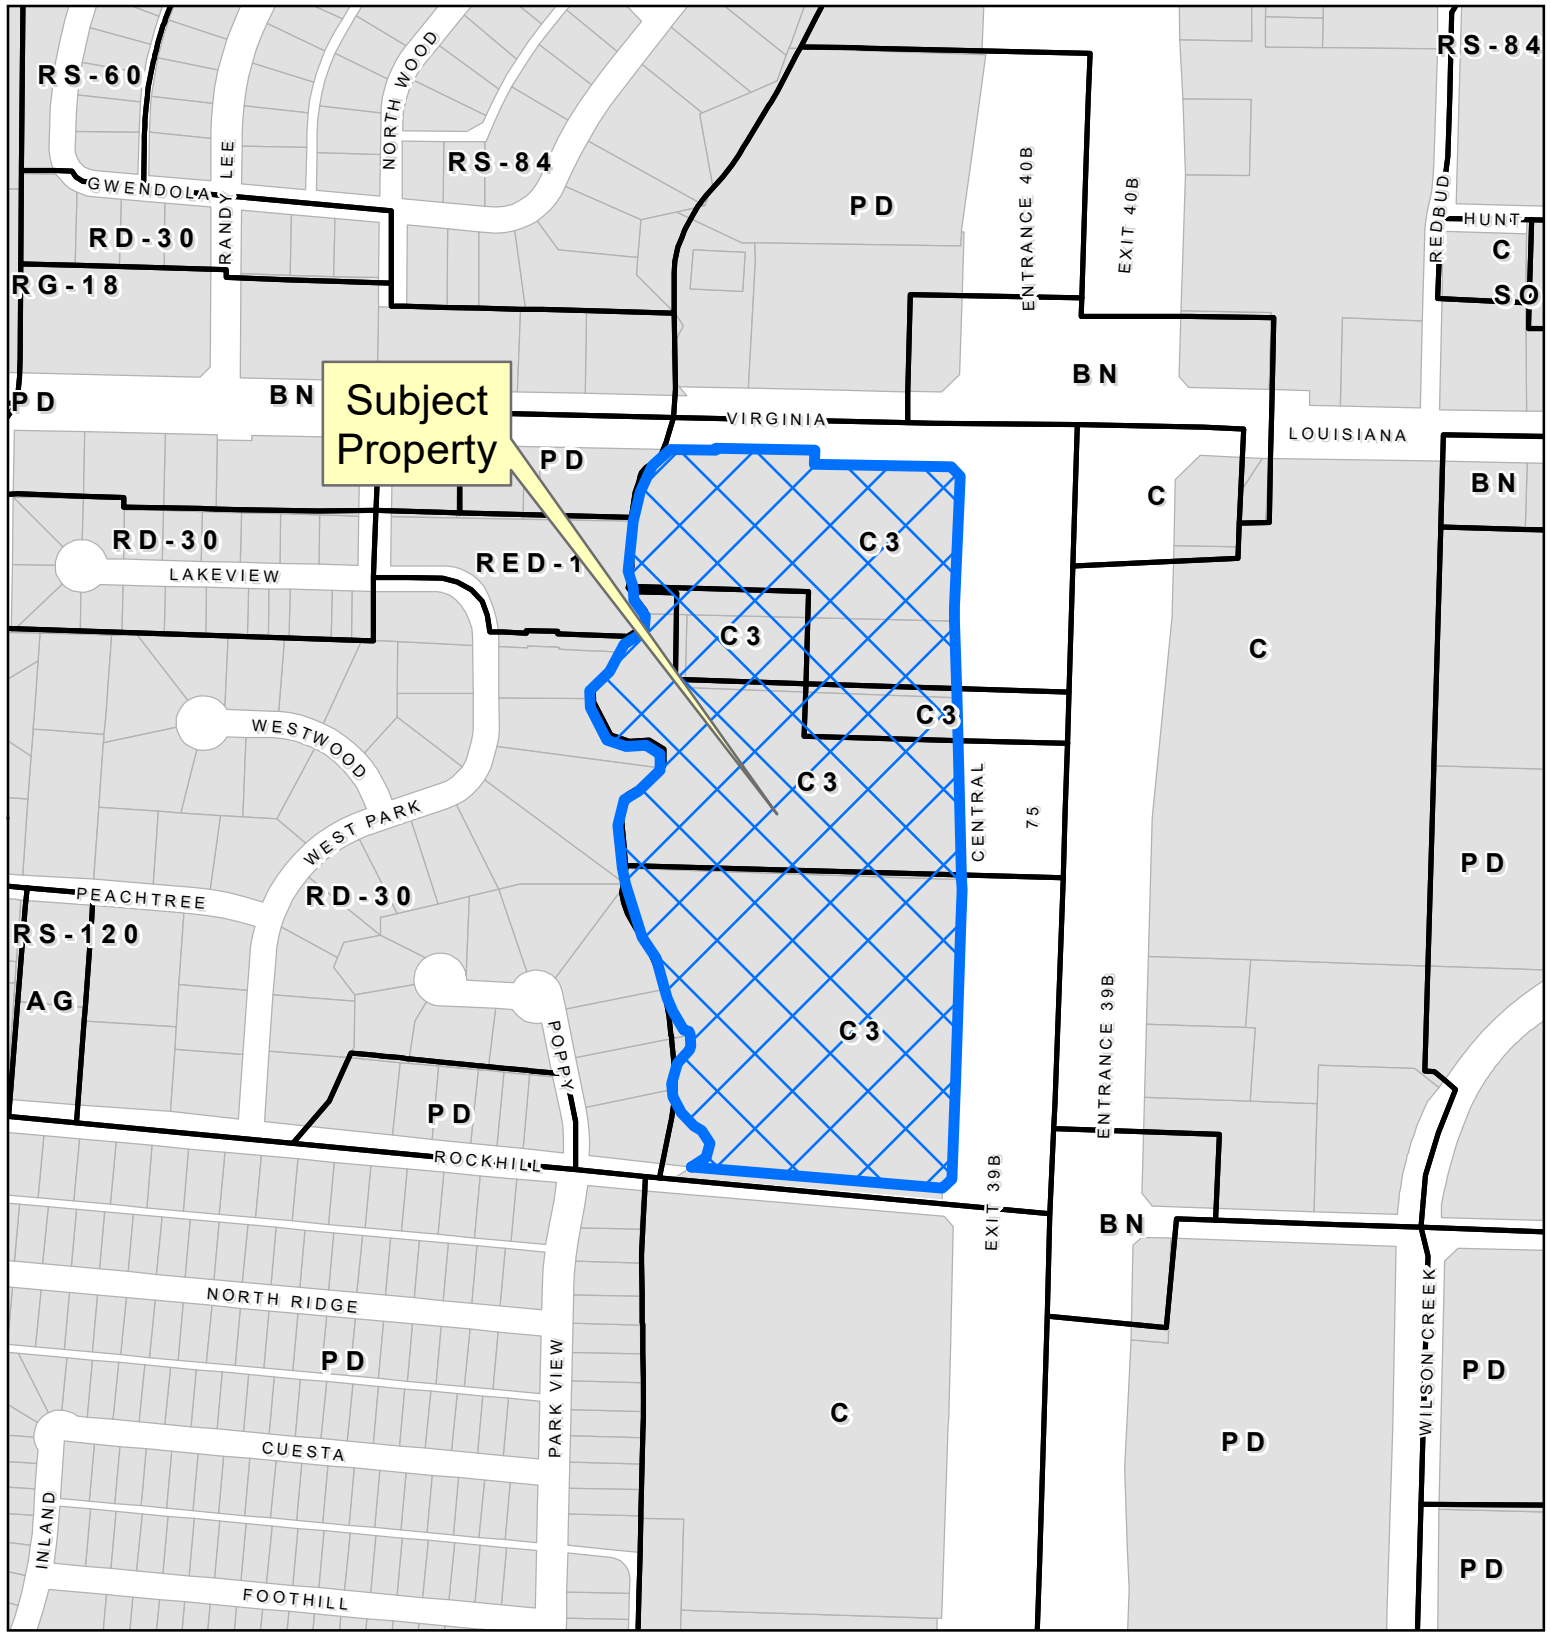 RS-60
NORTH WOOD
RS-84
RS-84
RANDY LEE
GWENDOLA
PD
ENTRANCE 40B
EXIT 40B
REDBUD
HUNT
RD-30
C
RG-18
SO
PD
BN
Subject
Property
BN
VIRGINIA
LOUISIANA
PD
C
BN
RD-30
C3
RED-1
LAKEVIEW
C3
C
C3
WESTWOOD
C3
CENTRAL
75
WEST PARK
PD
PEACHTREE
RD-30
RS-120
AG
C3
ENTRANCE 39B
POPPY
PD
ROCKHILL
EXIT 39B
BN
NORTH RIDGE
PD
PARK VIEW
WILSON CREEK
PD
C
PD
CUESTA
INLAND
PD
FOOTHILL